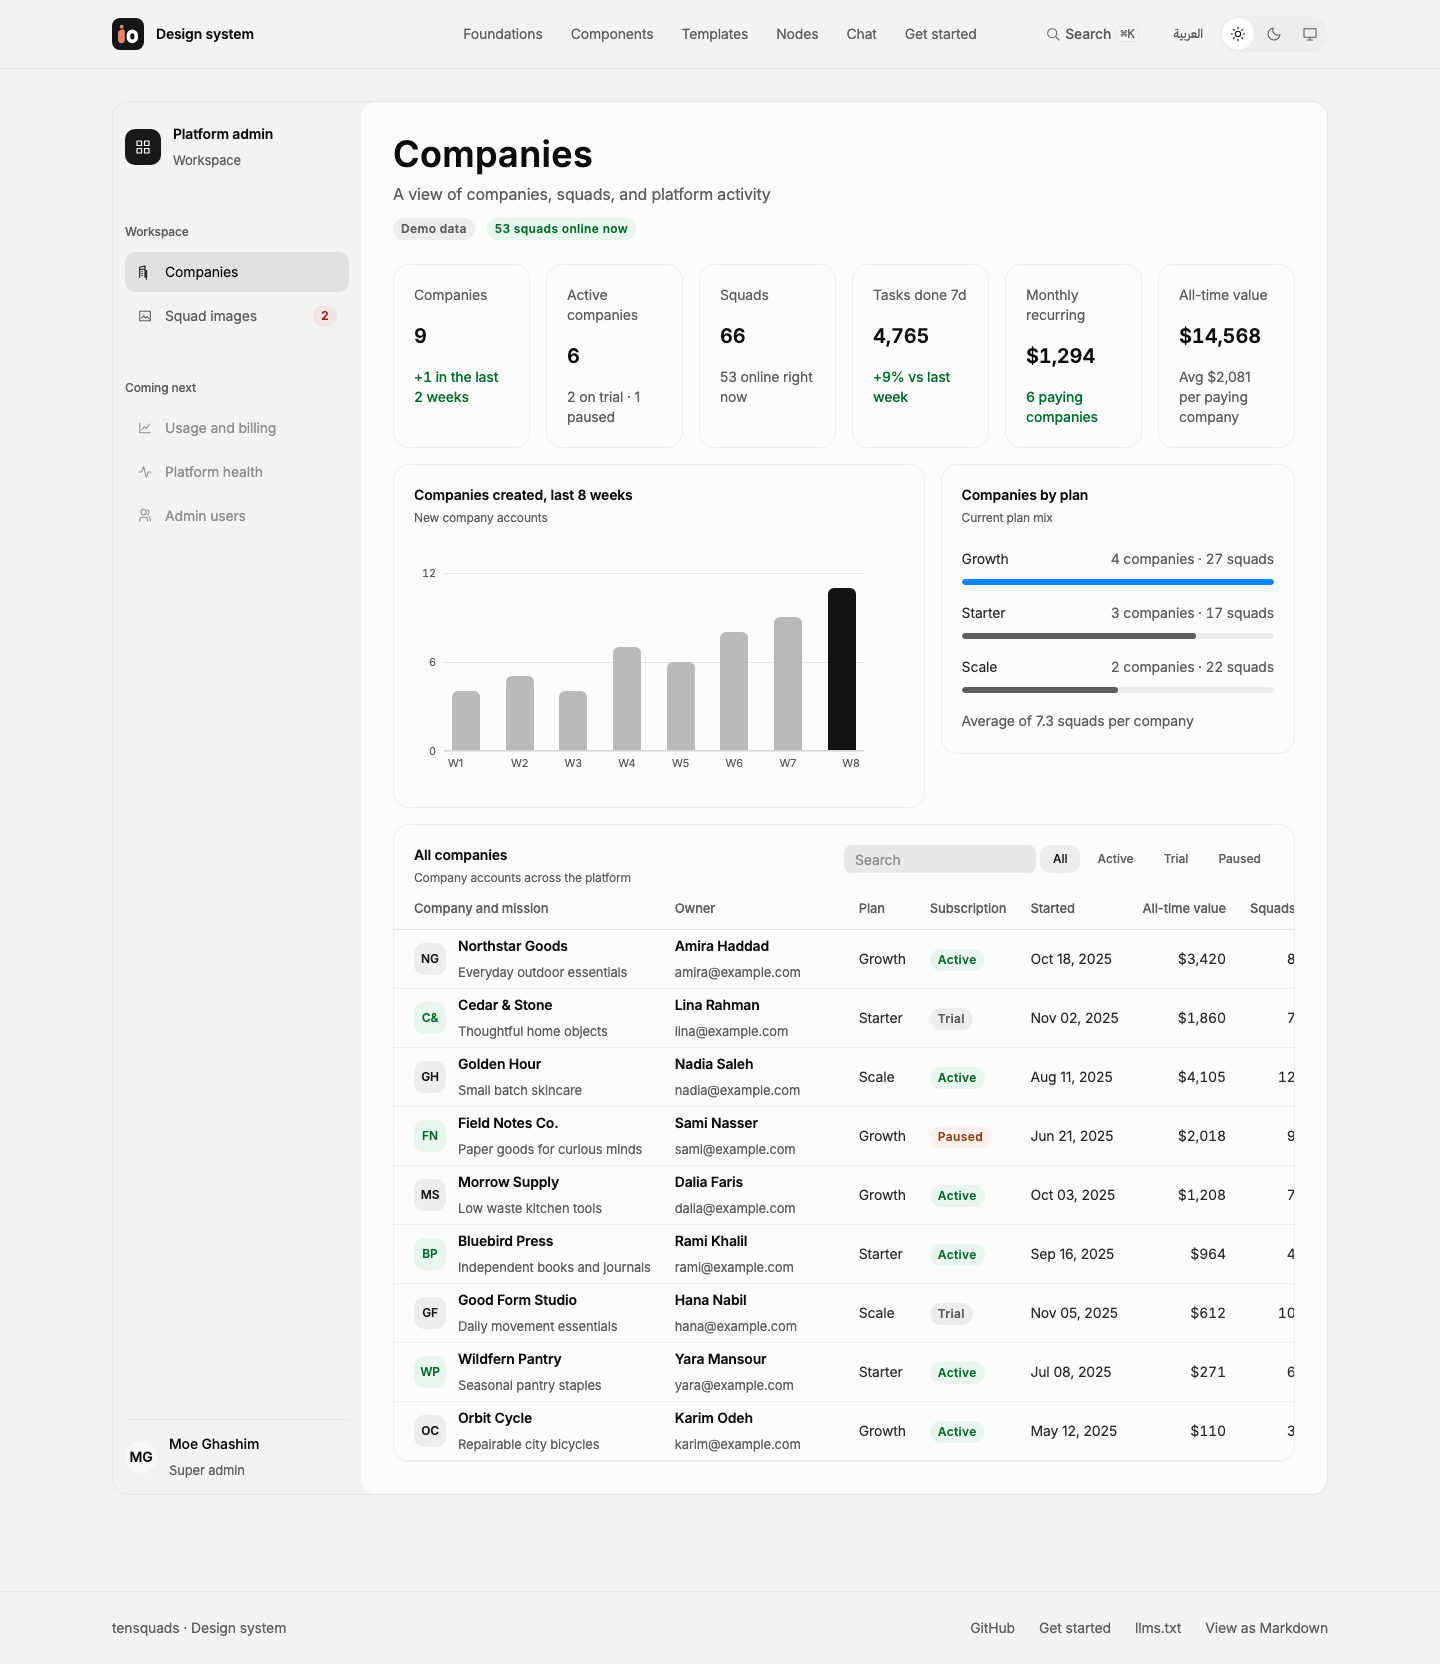 io Design system
Foundations Components Templates Nodes Chat Get started
Search ⌘K العربية
Platform admin
Workspace
Workspace
Companies
Squad images 2
Coming next
Usage and billing
Platform health
Admin users
MG Moe Ghashim
Super admin
Companies
A view of companies, squads, and platform activity
Demo data 53 squads online now
Companies
9
+1 in the last
2 weeks
Active
companies
6
2 on trial · 1
paused
Squads
66
53 online right
now
Tasks done 7d
4,765
+9% vs last
week
Monthly
recurring
$1,294
6 paying
companies
All-time value
$14,568
Avg $2,081
per paying
company
Companies created, last 8 weeks
New company accounts
12
6
0
W1 W2 W3 W4 W5 W6 W7 W8
Companies by plan
Current plan mix
Growth 4 companies · 27 squads
Starter 3 companies · 17 squads
Scale 2 companies · 22 squads
Average of 7.3 squads per company
All companies
Company accounts across the platform
Search All Active Trial Paused
Company and mission Owner Plan Subscription Started All-time value Squads
NG Northstar Goods Amira Haddad Growth Active Oct 18, 2025 $3,420 8
Everyday outdoor essentials amira@example.com
C& Cedar & Stone Lina Rahman Starter Trial Nov 02, 2025 $1,860 7
Thoughtful home objects lina@example.com
GH Golden Hour Nadia Saleh Scale Active Aug 11, 2025 $4,105 12
Small batch skincare nadia@example.com
FN Field Notes Co. Sami Nasser Growth Paused Jun 21, 2025 $2,018 9
Paper goods for curious minds sami@example.com
MS Morrow Supply Dalia Faris Growth Active Oct 03, 2025 $1,208 7
Low waste kitchen tools dalia@example.com
BP Bluebird Press Rami Khalil Starter Active Sep 16, 2025 $964 4
Independent books and journals rami@example.com
GF Good Form Studio Hana Nabil Scale Trial Nov 05, 2025 $612 10
Daily movement essentials hana@example.com
WP Wildfern Pantry Yara Mansour Starter Active Jul 08, 2025 $271 6
Seasonal pantry staples yara@example.com
OC Orbit Cycle Karim Odeh Growth Active May 12, 2025 $110 3
Repairable city bicycles karim@example.com
tensquads · Design system
GitHub Get started llms.txt View as Markdown